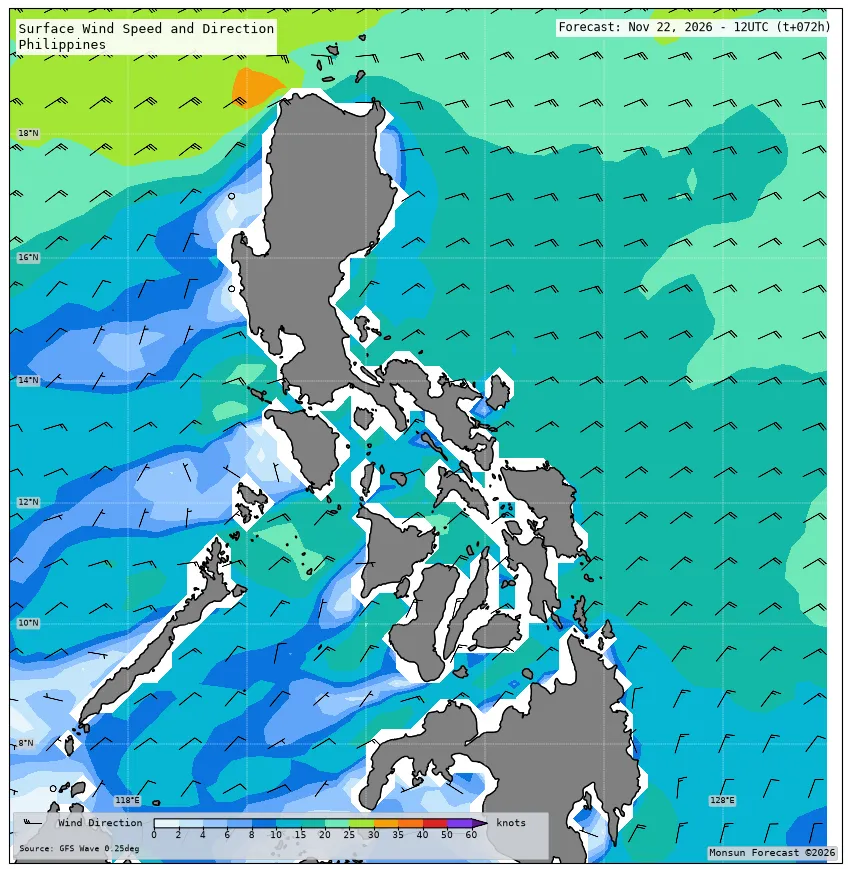 Surface Wind Speed and Direction
Philippines
Forecast: Nov 22, 2026 - 12UTC (t+072h)
18°N
16°N
14°N
12°N
10°N
8°N
118°E
128°E
Wind Direction
knots
0 2 4 6 8 10 15 20 25 30 35 40 50 60
Source: GFS Wave 0.25deg
Monsun Forecast ©2026